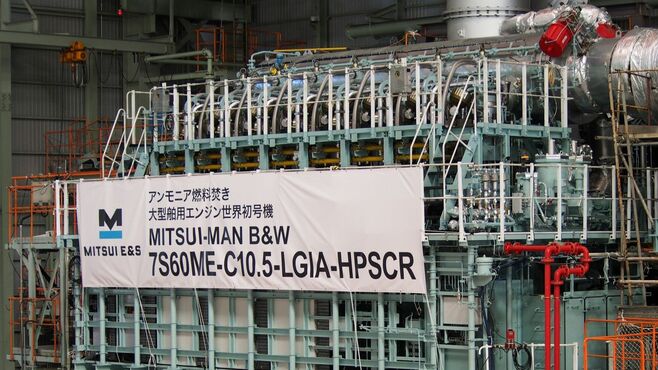 アンモニア燃料焚き
大型舶用エンジン世界初号機
MITSUI E&S
MITSUI-MAN B&W
7S60ME-C10.5-LGIA-HPSCR